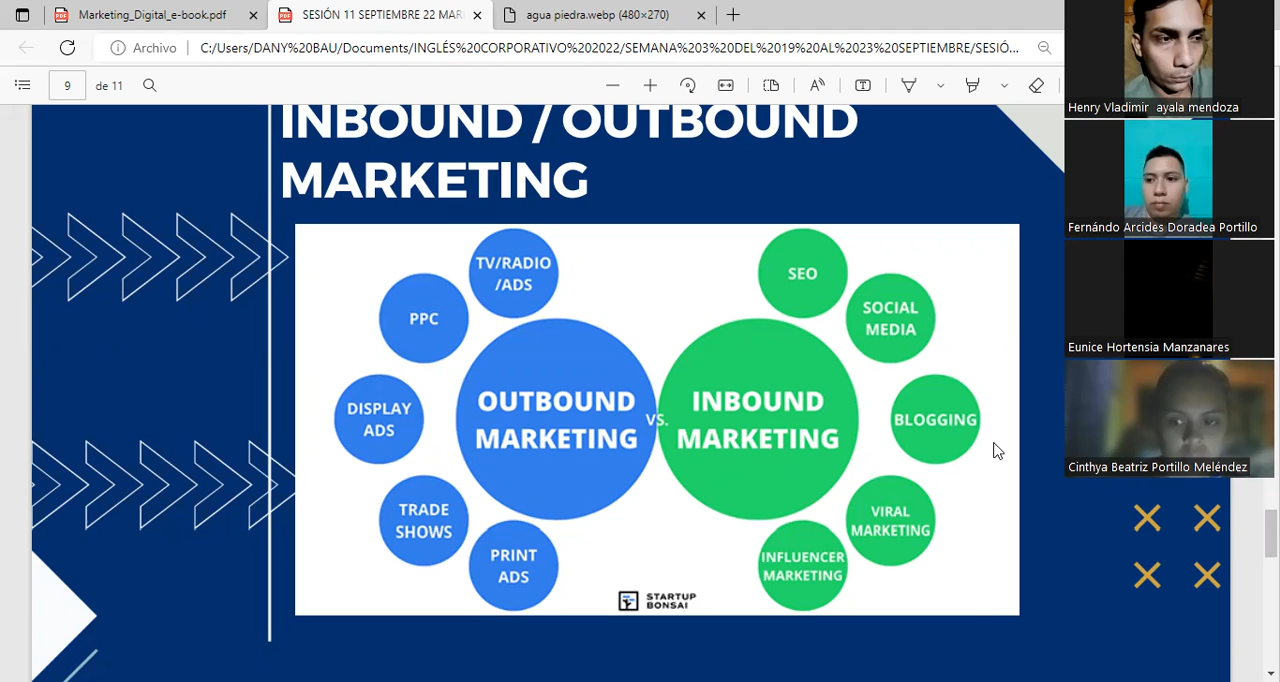 Marketing_Digital_e-book.pdf
SESIÓN 11 SEPTIEMBRE 22 MAR
agua piedra.webp (480×270)
Archivo
C:/Users/DANY%20BAU/Documents/INGLÉS%20CORPORATIVO%202022/SEMANA%203%20DEL%2019%20AL%2023%20SEPTIEMBRE/SESIÓ...
9
de 11
INBOUND / OUTBOUND
MARKETING
TV/RADIO
/ADS
PPC
DISPLAY
ADS
TRADE
SHOWS
PRINT
ADS
OUTBOUND
MARKETING
VS.
INBOUND
MARKETING
SEO
SOCIAL
MEDIA
BLOGGING
VIRAL
MARKETING
INFLUENCER
MARKETING
STARTUP
BONSAI
Henry Vladimir ayala mendoza
Fernándo Arcides Doradea Portillo
Eunice Hortensia Manzanares
Cinthya Beatriz Portillo Meléndez